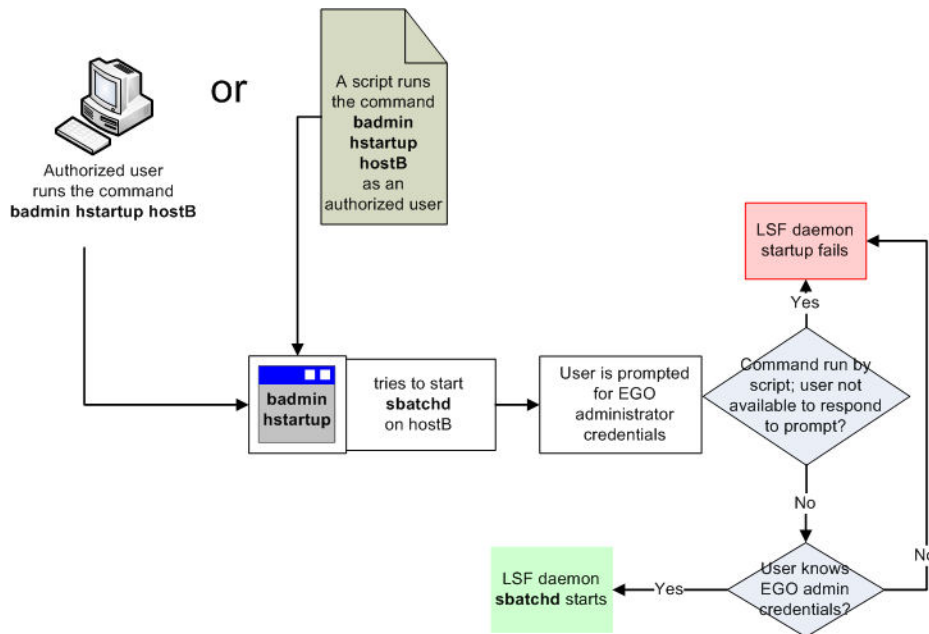 or
A script runs
the command
badmin
hstartup
hostB
as an
authorized user
Authorized user
runs the command
badmin hstartup hostB
LSF daemon
startup fails
Yes
badmin
hstartup
tries to start
sbatchd
on hostB
User is prompted
for EGO
administrator
credentials
Command run by
script; user not
available to respond
to prompt?
No
No
LSF daemon
sbatchd starts
Yes
User knows
EGO admin
credentials?